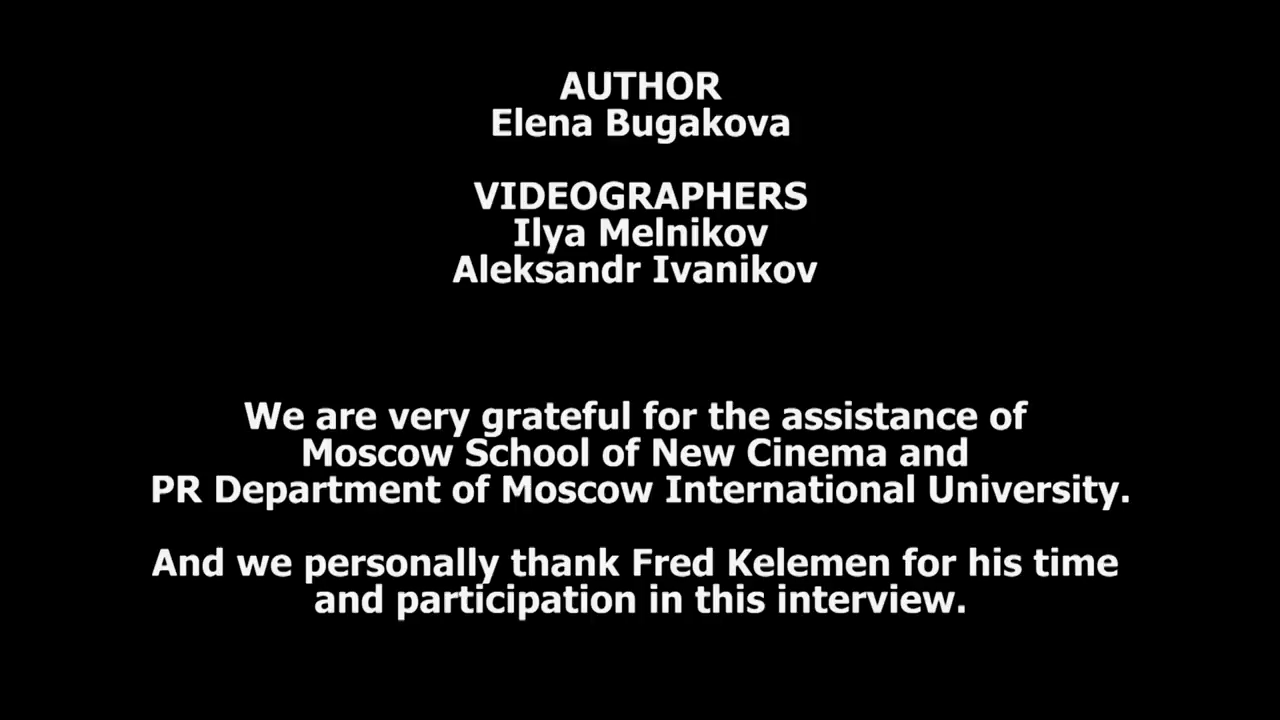 AUTHOR
Elena Bugakova
VIDEOGRAPHERS
Ilya Melnikov
Aleksandr Ivanikov
We are very grateful for the assistance of
Moscow School of New Cinema and
PR Department of Moscow International University.
And we personally thank Fred Kelemen for his time
and participation in this interview.